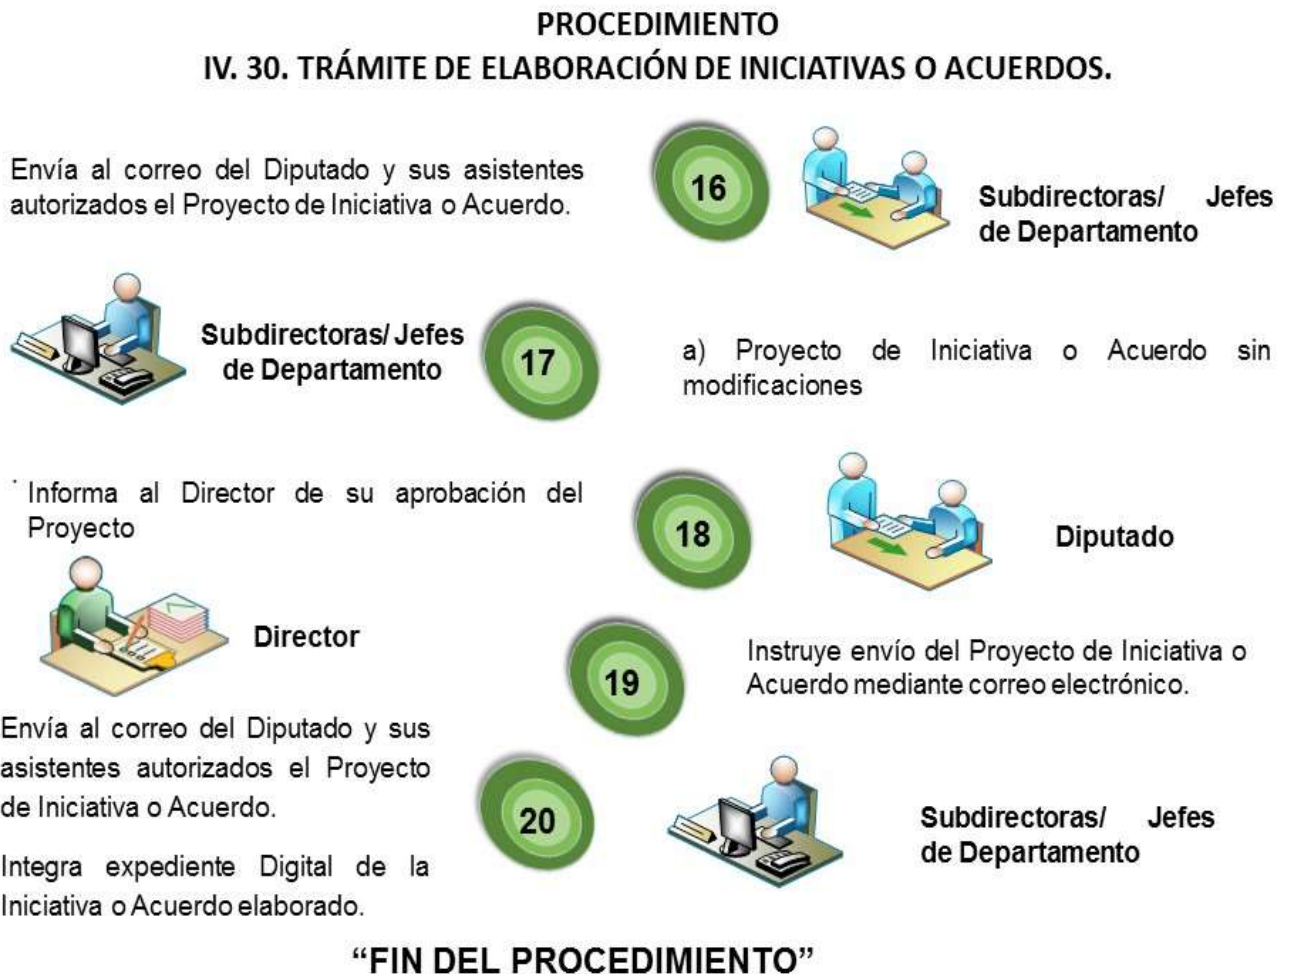 PROCEDIMIENTO
IV. 30. TRÁMITE DE ELABORACIÓN DE INICIATIVAS O ACUERDOS.
Envía al correo del Diputado y sus asistentes
autorizados el Proyecto de Iniciativa o Acuerdo.
16
Subdirectoras/ Jefes
de Departamento
Subdirectoras/ Jefes
de Departamento
17
a) Proyecto de Iniciativa o Acuerdo sin
modificaciones
Informa al Director de su aprobación del
Proyecto
18
Diputado
Director
19
Instruye envío del Proyecto de Iniciativa o
Acuerdo mediante correo electrónico.
Envía al correo del Diputado y sus
asistentes autorizados el Proyecto
de Iniciativa o Acuerdo.
Integra expediente Digital de la
Iniciativa o Acuerdo elaborado.
20
Subdirectoras/ Jefes
de Departamento
“FIN DEL PROCEDIMIENTO”